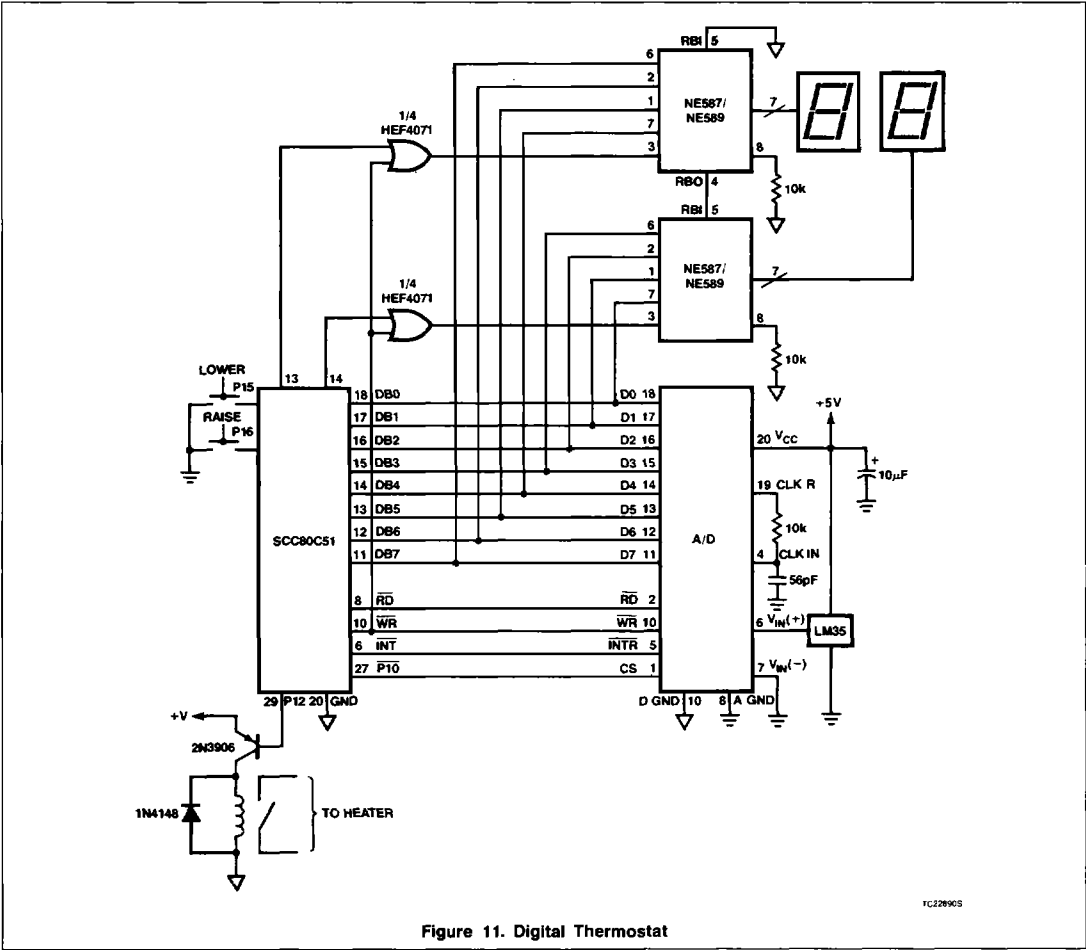 RBI 5
6
2
1
7
3
NE587/
NE589
7
8
10k
RBO 4
1/4
HEF4071
RBI 5
6
2
1
7
3
NE587/
NE589
7
8
10k
1/4
HEF4071
LOWER
P15
RAISE
P16
13
14
SCC80C51
18 DB0
17 DB1
16 DB2
15 DB3
14 DB4
13 DB5
12 DB6
11 DB7
8 RD
10 WR
6 INT
27 P10
29 P12 20 GND
D0 18
D1 17
D2 16
D3 15
D4 14
D5 13
D6 12
D7 11
RD 2
WR 10
INTR 5
CS 1
A/D
D GND 10
8 A GND
+5V
20 VCC
+
10µF
19 CLK R
10k
4 CLK IN
56pF
6 VIN(+)
LM35
7 VIN(-)
+V
2N3906
1N4148
TO HEATER
TC22890S
Figure 11. Digital Thermostat